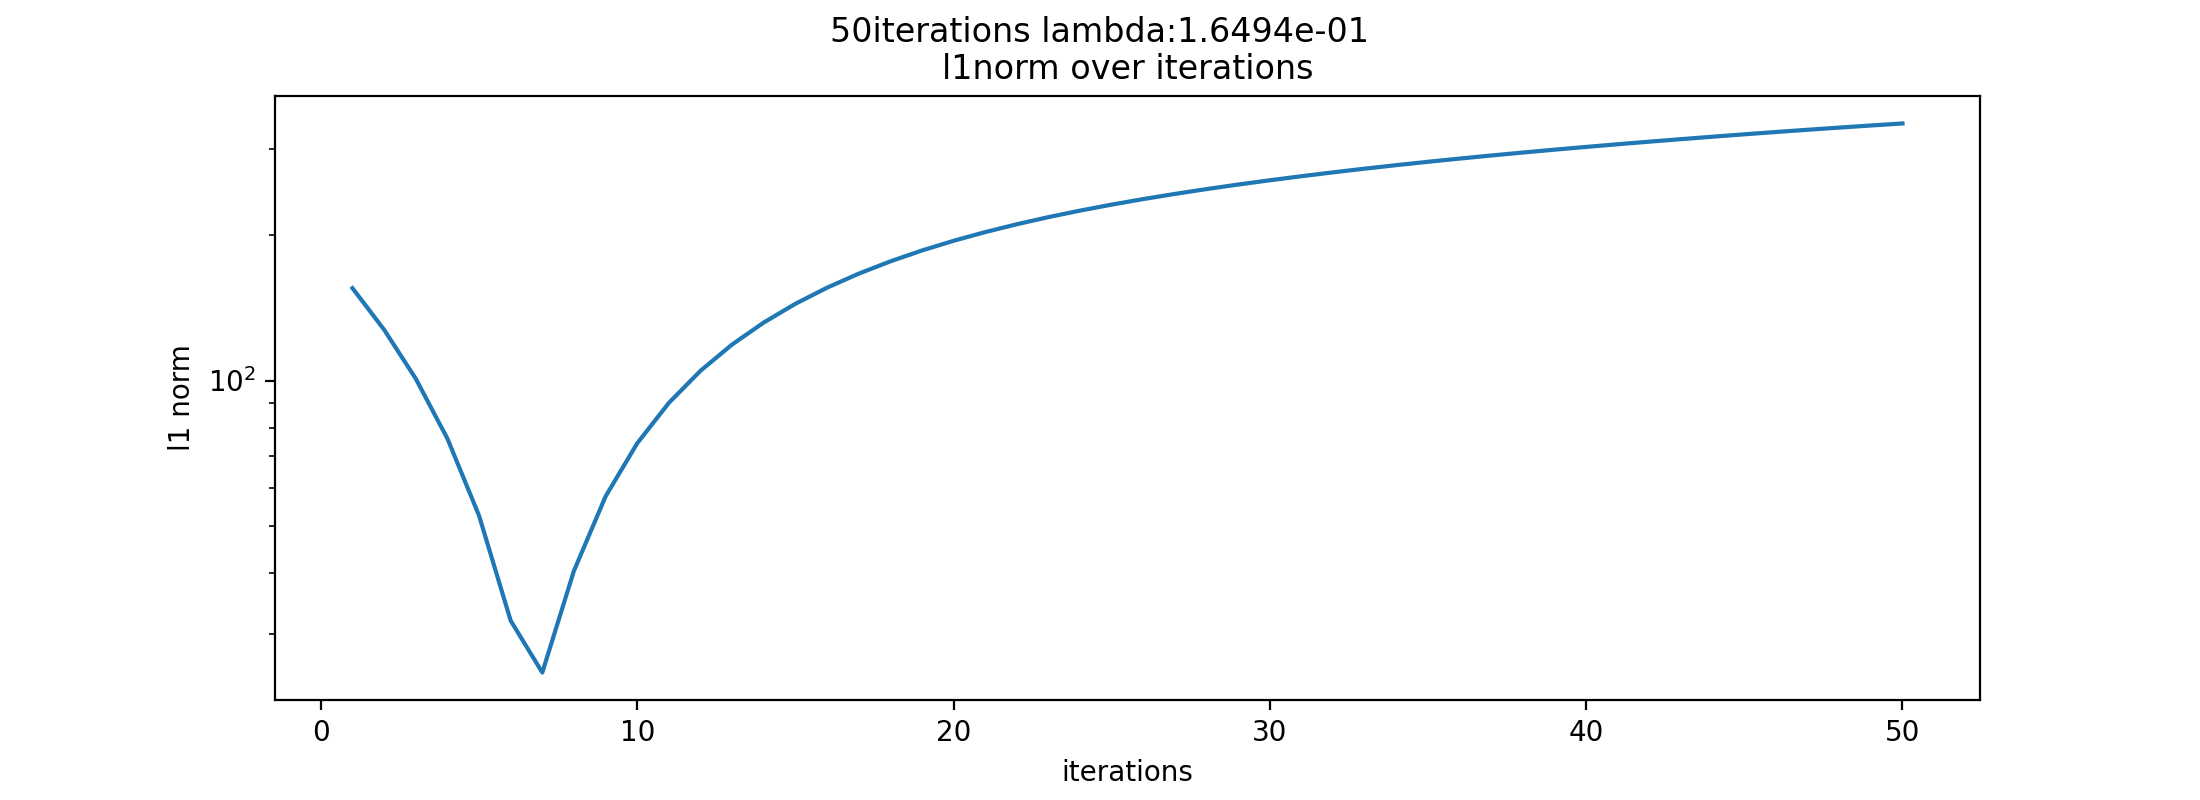 50iterations lambda:1.6494e-01
l1norm over iterations
l1 norm
10²
0 10 20 30 40 50
iterations